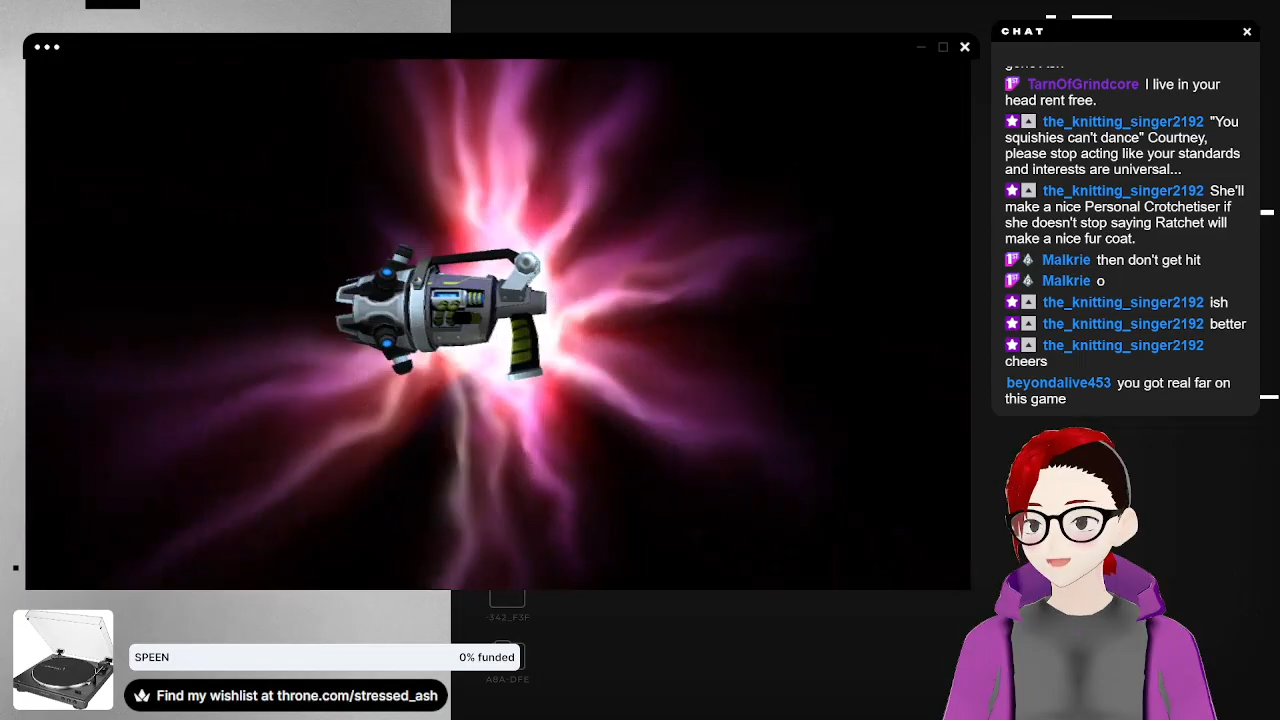 CHAT
TarnOfGrindcore I live in your
head rent free.
the_knitting_singer2192 "You
squishies can't dance" Courtney,
please stop acting like your standards
and interests are universal...
the_knitting_singer2192 She'll
make a nice Personal Crotchetiser if
she doesn't stop saying Ratchet will
make a nice fur coat.
Malkrie then don't get hit
Malkrie o
the_knitting_singer2192 ish
the_knitting_singer2192 better
the_knitting_singer2192
cheers
beyondalive453 you got real far on
this game
-342_F3F
SPEEN 0% funded
A8A-DFE
Find my wishlist at throne.com/stressed_ash